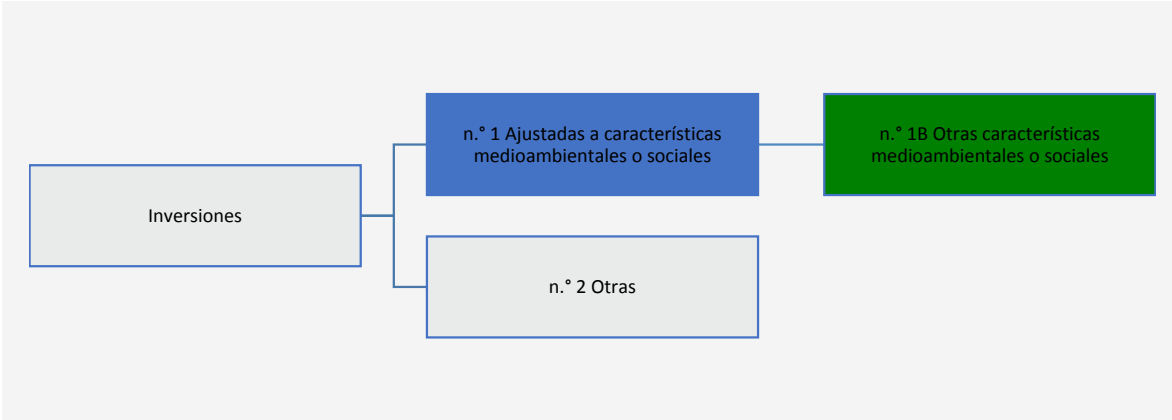 n.° 1 Ajustadas a características
medioambientales o sociales
n.° 1B Otras características
medioambientales o sociales
Inversiones
n.° 2 Otras